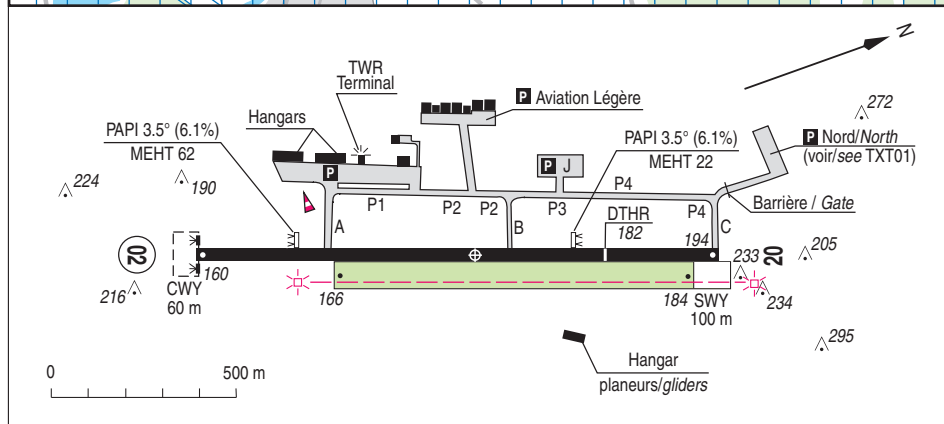 N
TWR
Terminal
P Aviation Légère
272
Hangars
PAPI 3.5° (6.1%)
MEHT 62
PAPI 3.5° (6.1%)
MEHT 22
P Nord/North
(voir/see TXT01)
P
P J
224
190
P1
P2
P2
P3
P4
P4
Barrière / Gate
A
B
C
DTHR
182
194
02
20
205
233
160
216
CWY
60 m
166
184
SWY
100 m
234
295
0
500 m
Hangar
planeurs/gliders